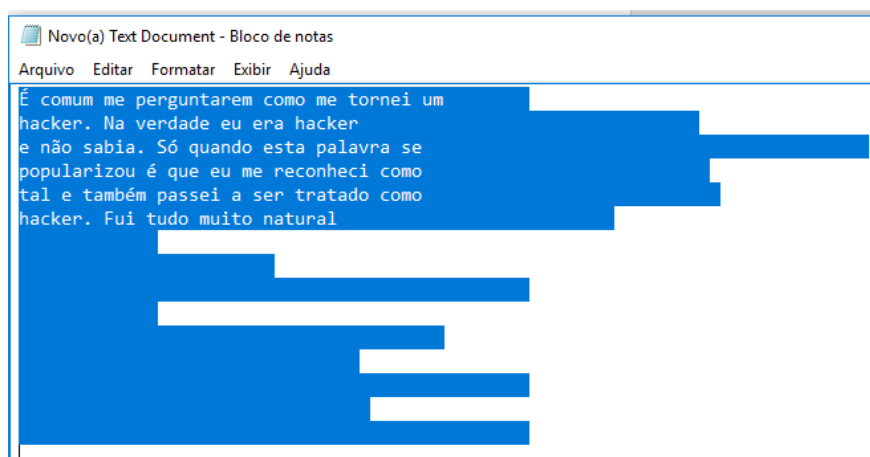 Novo(a) Text Document - Bloco de notas
Arquivo Editar Formatar Exibir Ajuda
É comum me perguntarem como me tornei um
hacker. Na verdade eu era hacker
e não sabia. Só quando esta palavra se
popularizou é que eu me reconheci como
tal e também passei a ser tratado como
hacker. Fui tudo muito natural